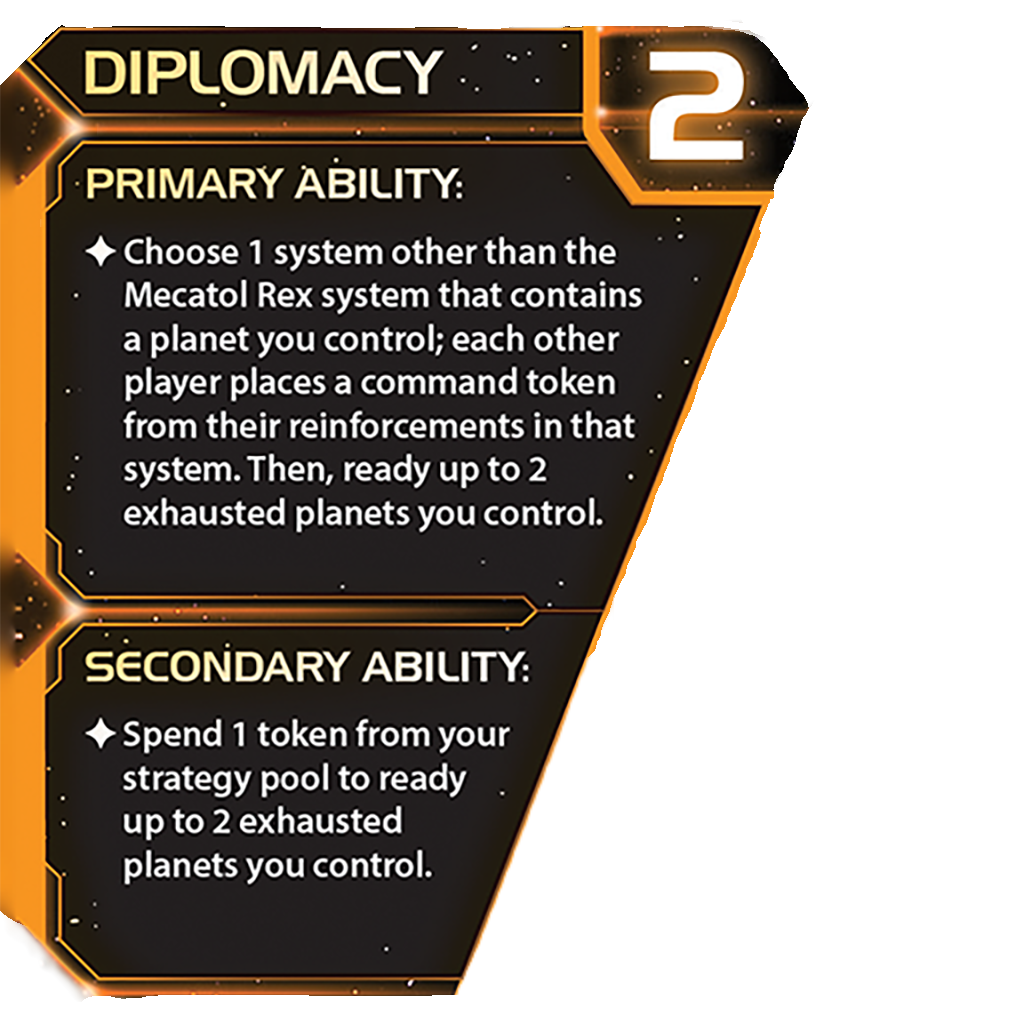 DIPLOMACY
2
PRIMARY ABILITY:
Choose 1 system other than the
Mecatol Rex system that contains
a planet you control; each other
player places a command token
from their reinforcements in that
system. Then, ready up to 2
exhausted planets you control.
SECONDARY ABILITY:
Spend 1 token from your
strategy pool to ready
up to 2 exhausted
planets you control.